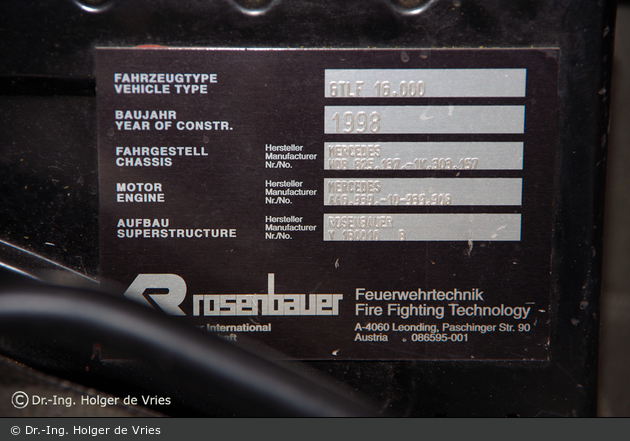 FAHRZEUGTYPE
VEHICLE TYPE
GTLF 16.000
BAUJAHR
YEAR OF CONSTR.
1998
FAHRGESTELL
CHASSIS
Hersteller
Manufacturer
Nr./No.
MERCEDES
MOTOR
ENGINE
Hersteller
Manufacturer
Nr./No.
MERCEDES
AUFBAU
SUPERSTRUCTURE
Hersteller
Manufacturer
Nr./No.
ROSENBAUER
rosenbauer
International
Feuerwehrtechnik
Fire Fighting Technology
A-4060 Leonding, Paschinger Str. 90
Austria 086595-001
© Dr.-Ing. Holger de Vries
© Dr.-Ing. Holger de Vries